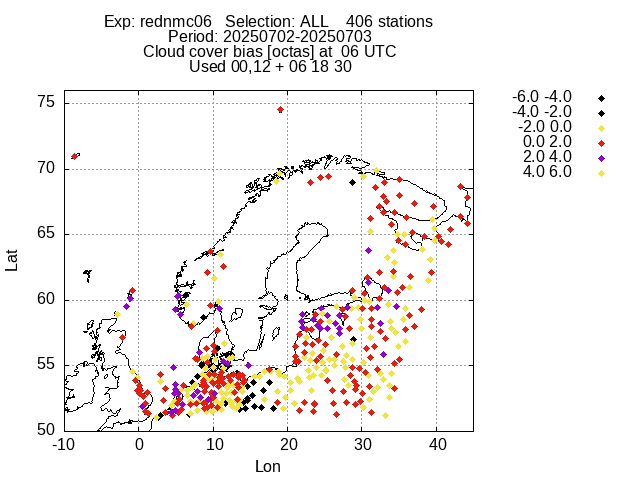 Exp: rednmc06 Selection: ALL 406 stations
Period: 20250702-20250703
Cloud cover bias [octas] at 06 UTC
Used 00,12 + 06 18 30
-6.0 -4.0
-4.0 -2.0
-2.0 0.0
0.0 2.0
2.0 4.0
4.0 6.0
75
70
65
60
55
50
Lat
-10 0 10 20 30 40
Lon